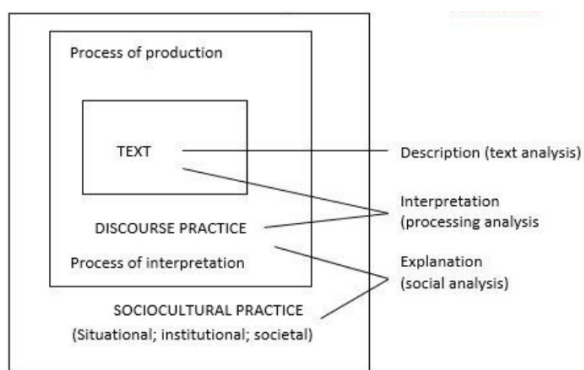 Process of production
TEXT
Description (text analysis)
Interpretation
(processing analysis
DISCOURSE PRACTICE
Process of interpretation
Explanation
(social analysis)
SOCIOCULTURAL PRACTICE
(Situational; institutional; societal)